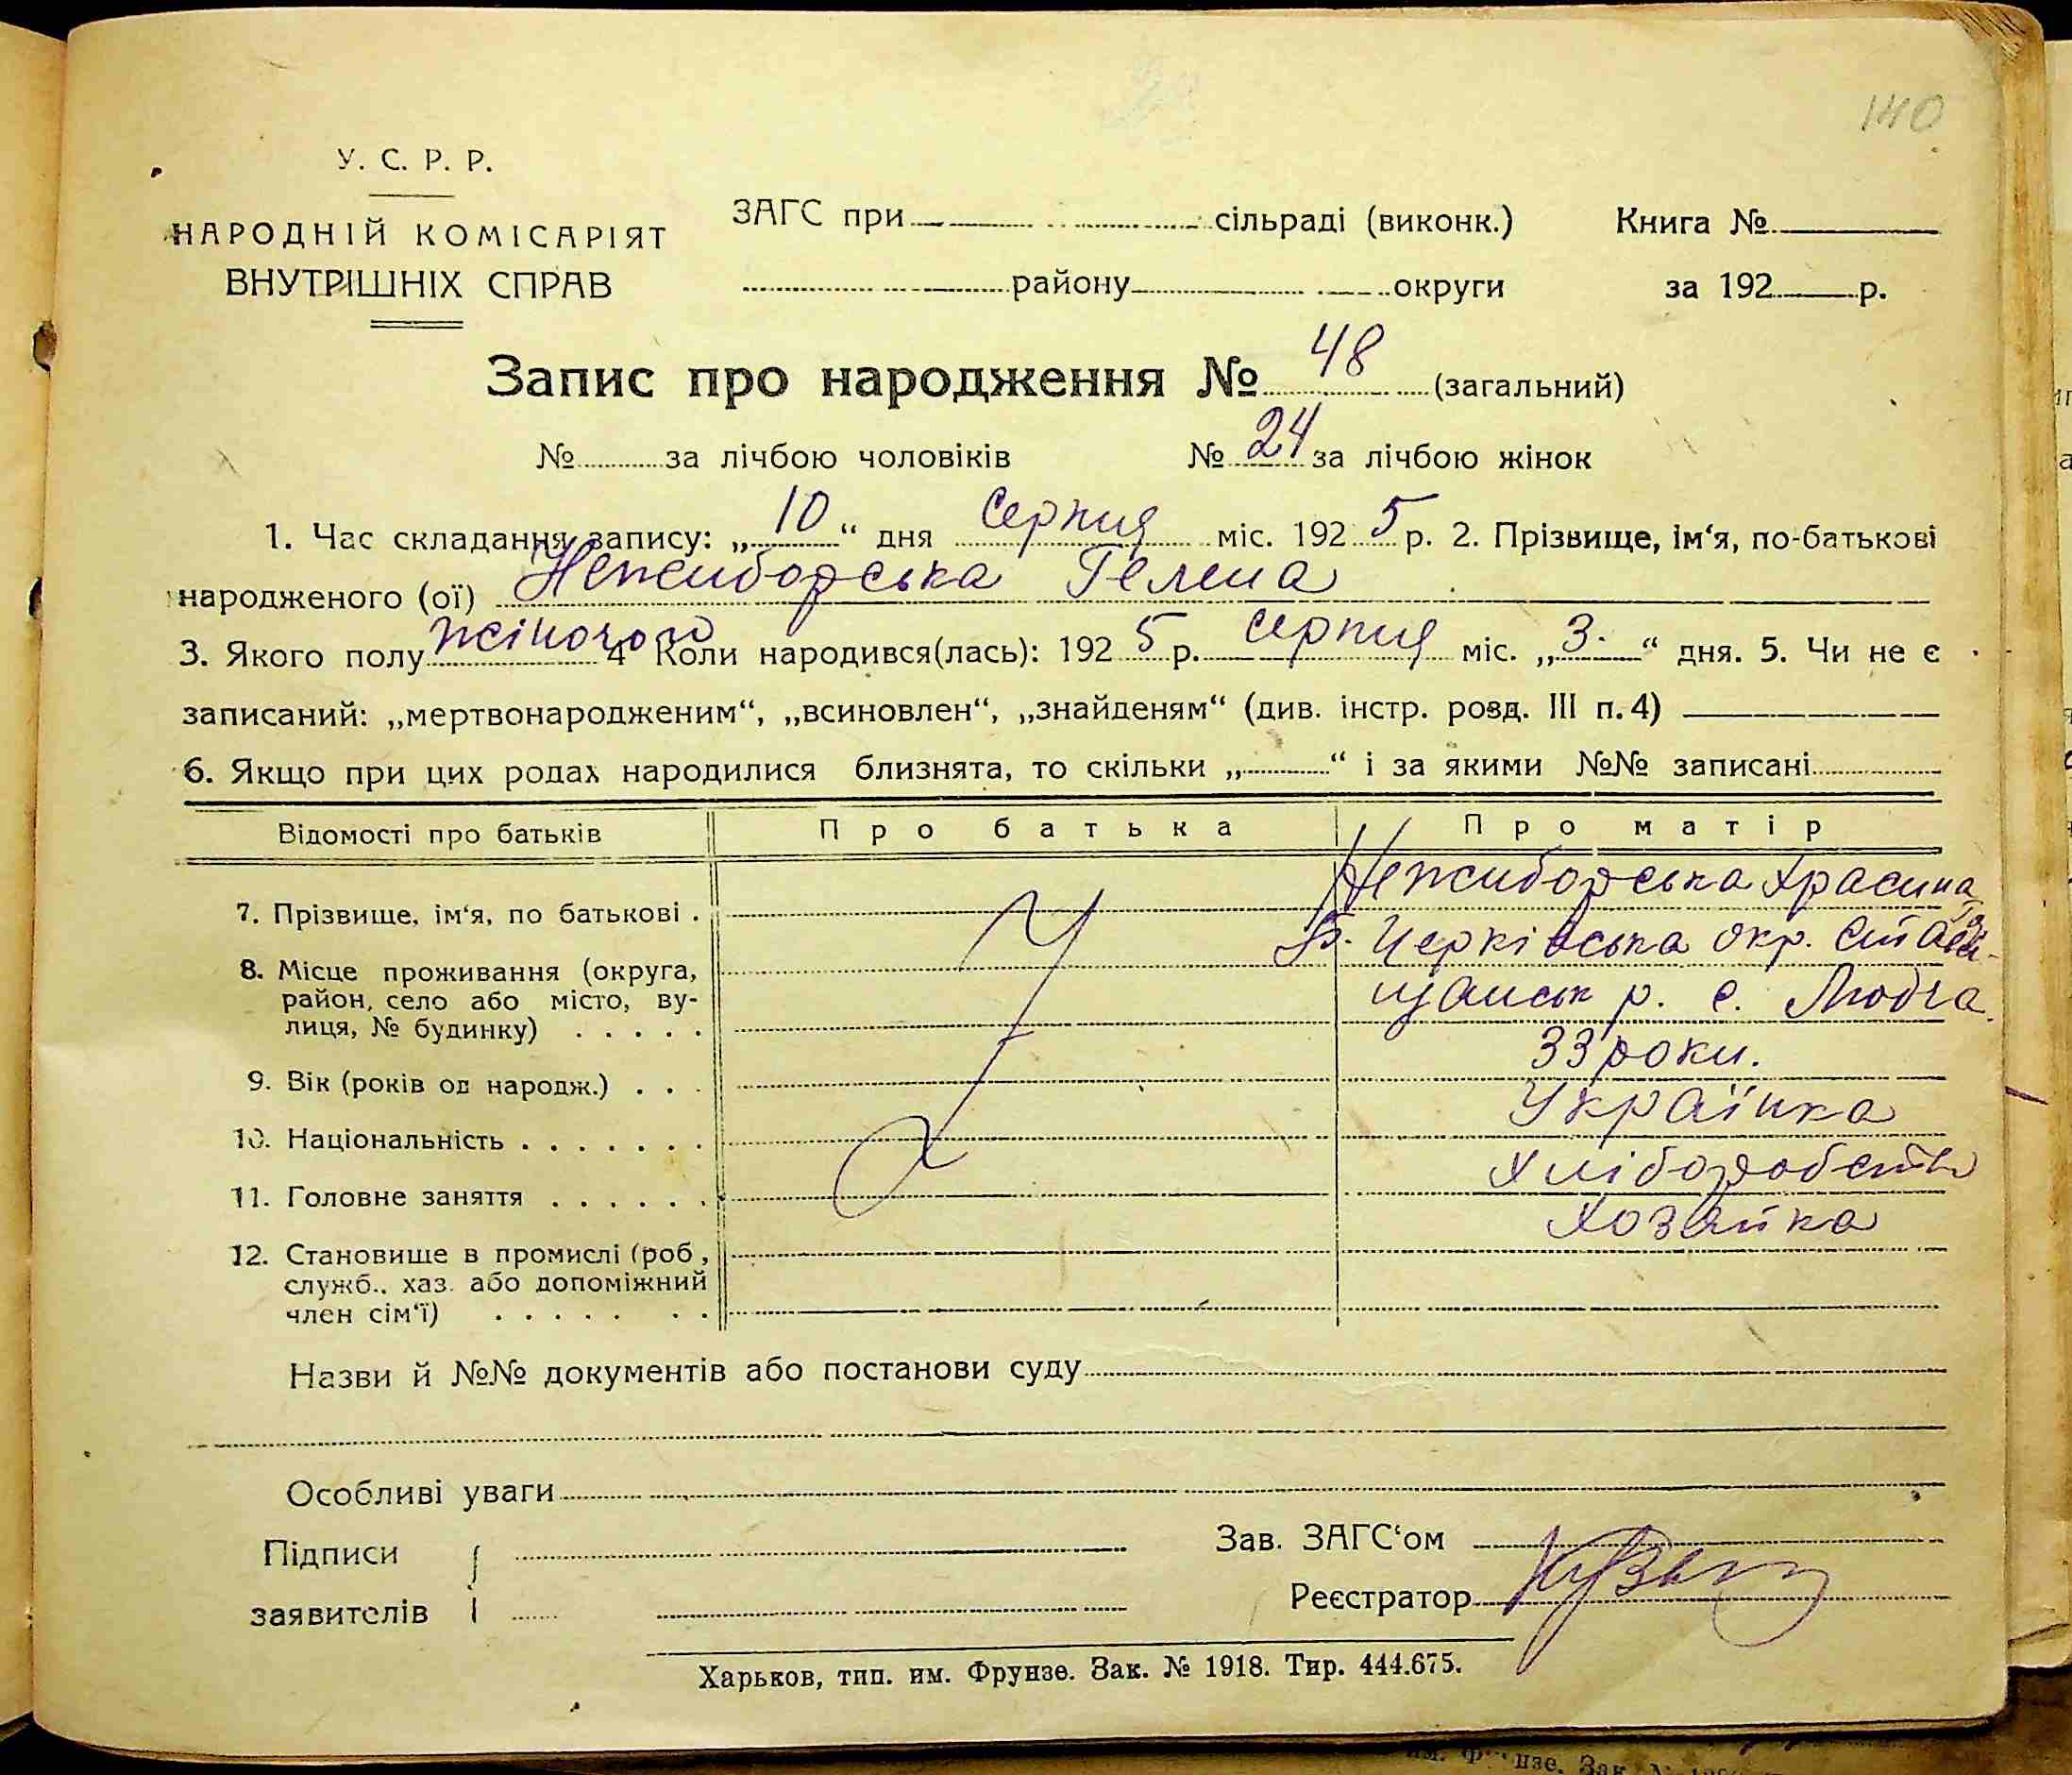 140
У. С. Р. Р.
НАРОДНІЙ КОМІСАРІЯТ
ВНУТРІШНІХ СПРАВ
ЗАГС при сільраді (виконк.) Книга №
району округи за 192 р.
Запис про народження № 48 (загальний)
№ за лічбою чоловіків № 24 за лічбою жінок
1. Час складання запису: „10“ дня Серпня міс. 1925 р. 2. Прізвище, ім‘я, по-батькові
народженого (ої) Нежиборська Гелена
3. Якого полу жіночого 4 Коли народився(лась): 1925 р. Серпня міс. „3“ дня. 5. Чи не є
записаний: „мертвонародженим“, „всиновлен“, „знайденям“ (див. інстр. розд. III п. 4)
6. Якщо при цих родах народилися близнята, то скільки „ “ і за якими №№ записані
Відомості про батьків Про батька Про матір
7. Прізвище, ім‘я, по батькові . Нежиборська
8. Місце проживання (округа, Б. Церківська окр.
район, село або місто, ву- р. с.
лиця, № будинку) . . . . .
9. Вік (років од народж.) . . . 33 роки.
10. Національність . . . . . . . Українка
11. Головне заняття . . . . . . Хліборобств
12. Становище в промислі (роб, Хозяйка
служб.. хаз. або допоміжний
член сім‘ї) . . . . . . .
Назви й №№ документів або постанови суду
Особливі уваги
Підписи
заявителів
Зав. ЗАГС‘ом
Реєстратор
Харьков, тип. им. Фрунзе. Зак. № 1918. Тир. 444.675.